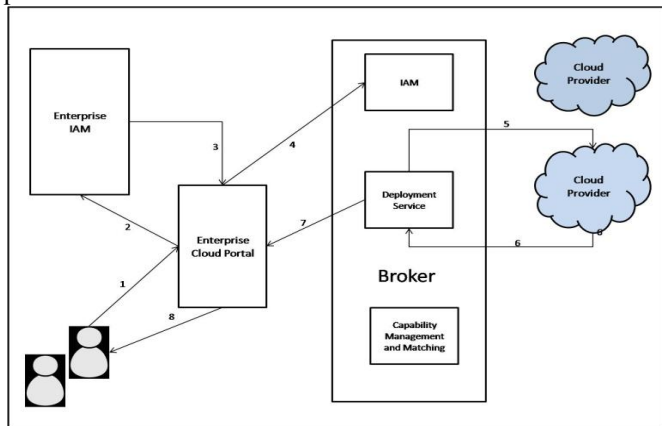 Enterprise
IAM
3
2
1
Enterprise
Cloud Portal
8
4
7
IAM
Deployment
Service
Broker
Capability
Management
and Matching
5
6
Cloud
Provider
Cloud
Provider
6